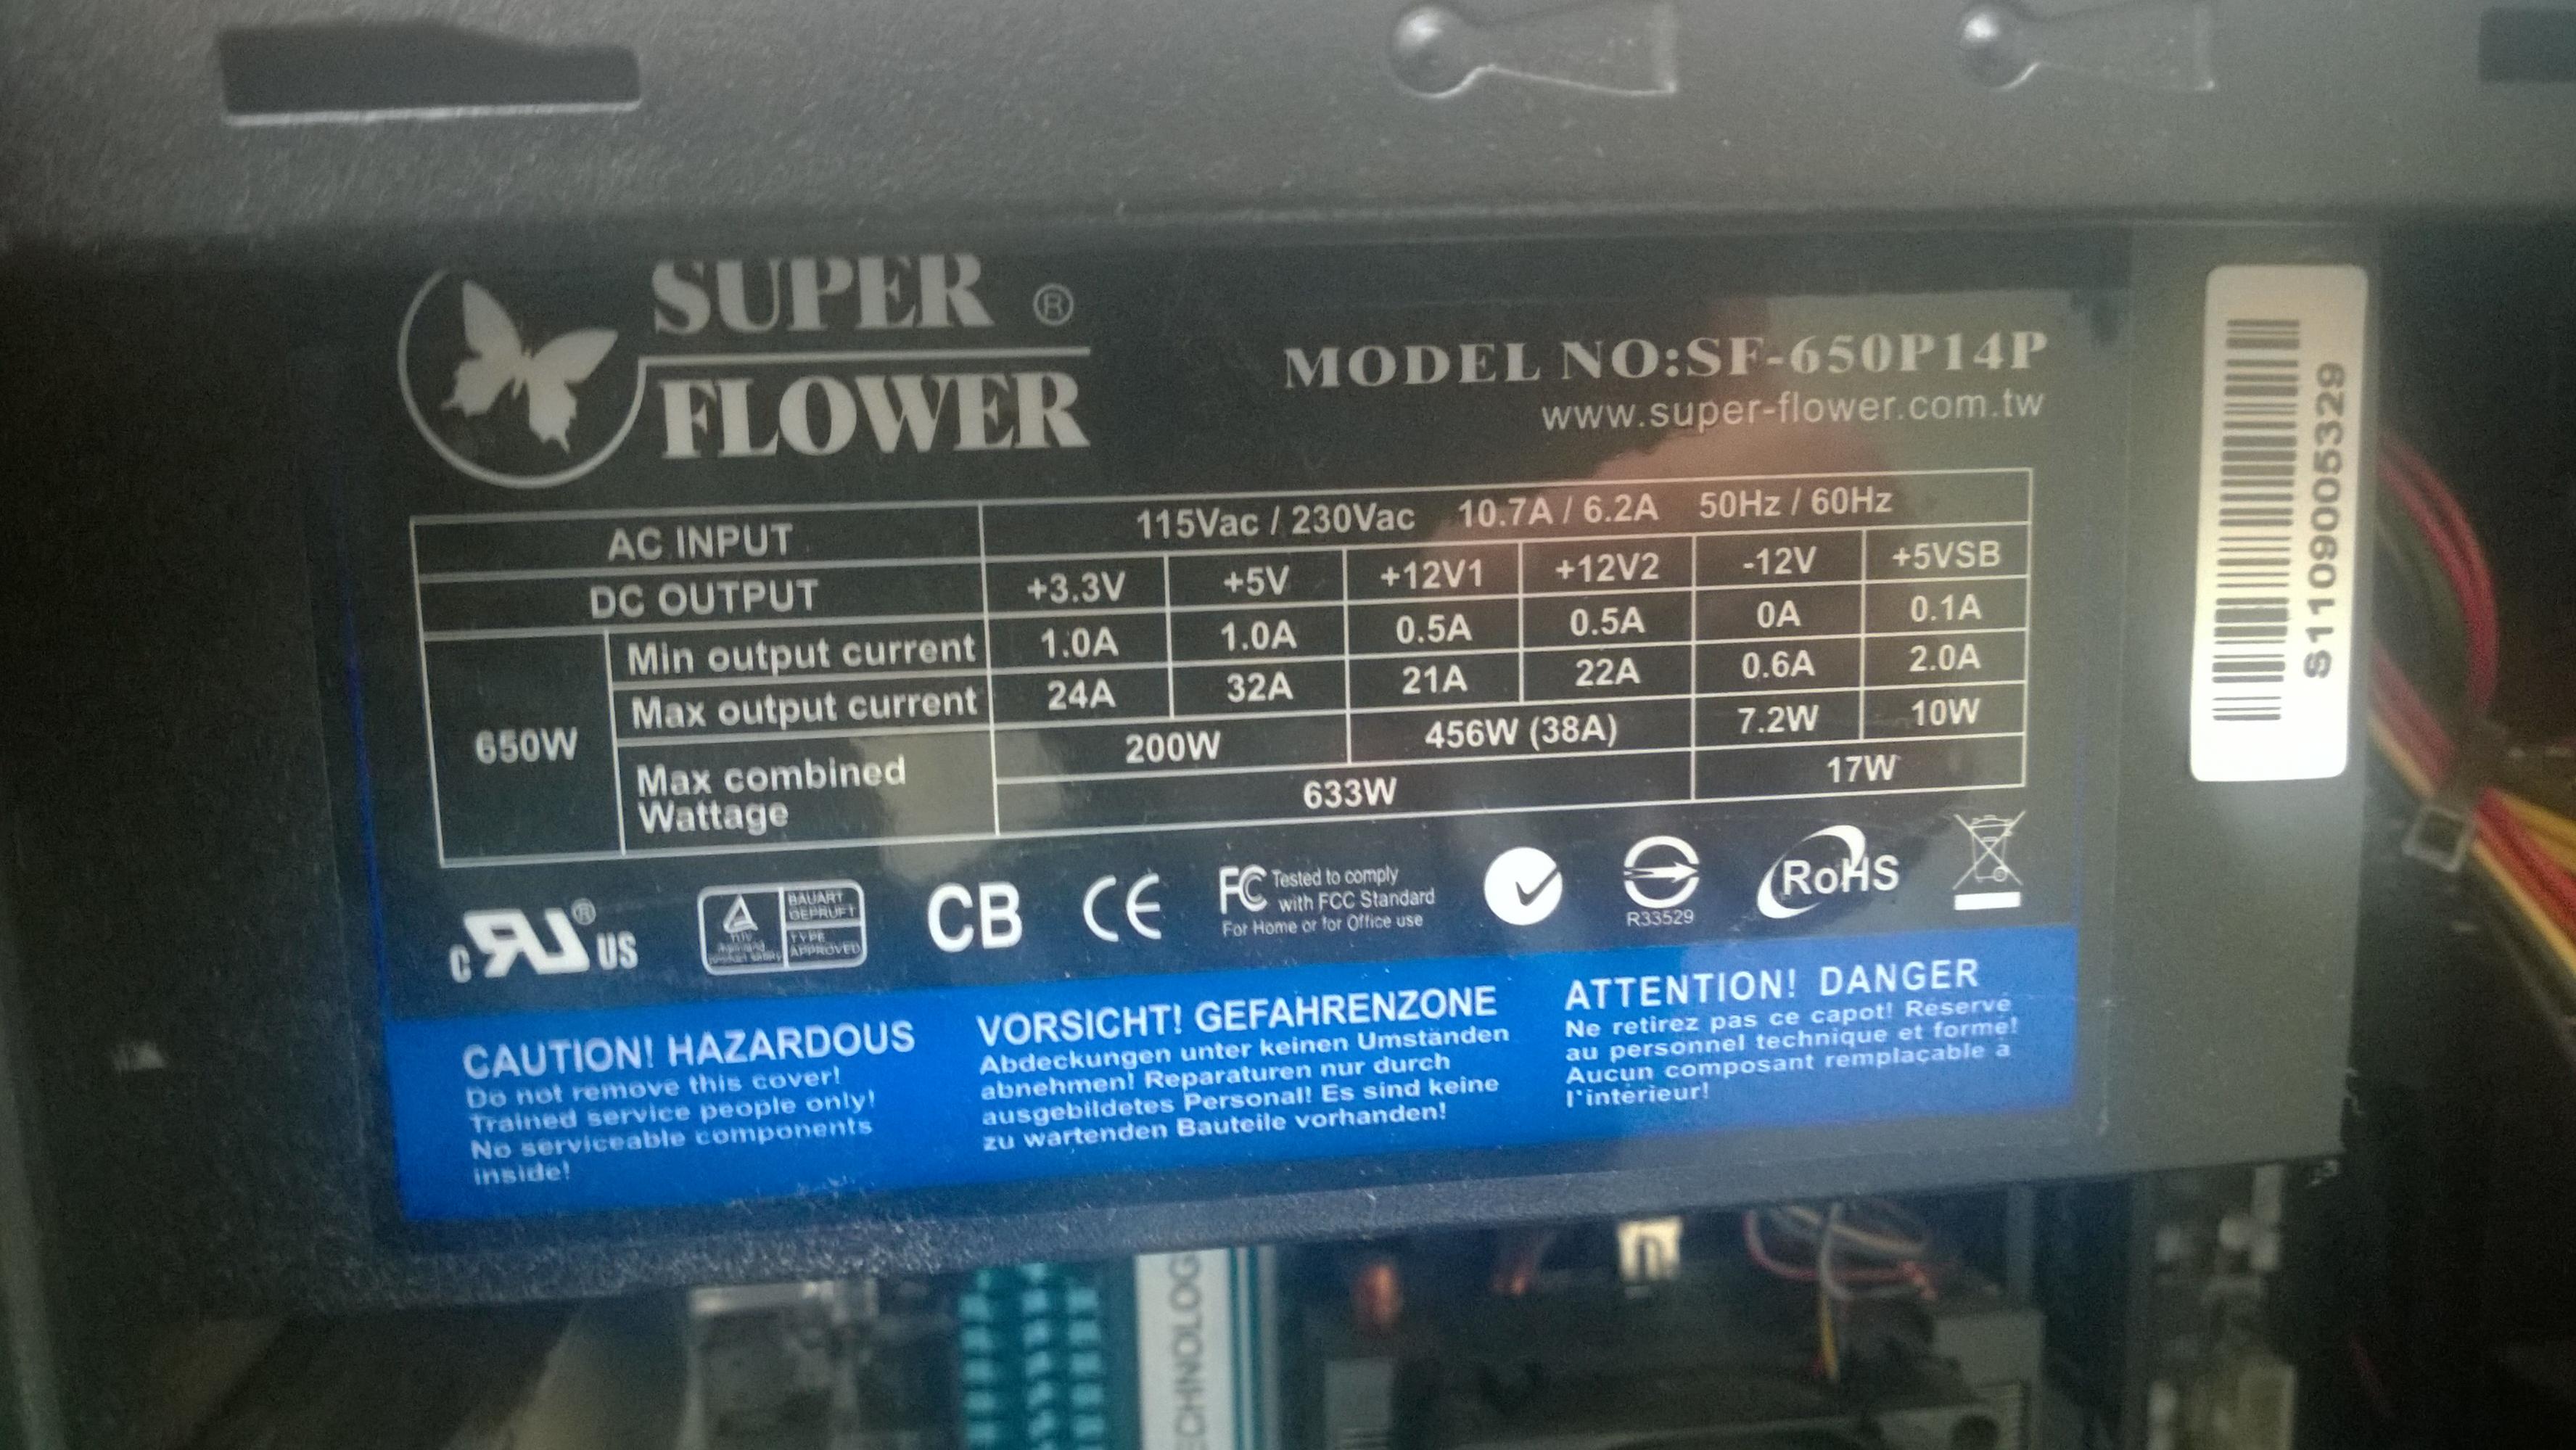 SUPER ®
FLOWER
MODEL NO:SF-650P14P
www.super-flower.com.tw
AC INPUT 115Vac / 230Vac 10.7A / 6.2A 50Hz / 60Hz
DC OUTPUT +3.3V +5V +12V1 +12V2 -12V +5VSB
650W
Min output current 1.0A 1.0A 0.5A 0.5A 0A 0.1A
Max output current 24A 32A 21A 22A 0.6A 2.0A
Max combined
Wattage
200W 456W (38A) 7.2W 10W
633W 17W
C RU ® US
BAUART
GEPRÜFT
TYPE
APPROVED
CB
CE
FC Tested to comply
with FCC Standard
For Home or for Office use
R33529
RoHS
CAUTION! HAZARDOUS
Do not remove this cover!
Trained service people only!
No serviceable components
inside!
VORSICHT! GEFAHRENZONE
Abdeckungen unter keinen Umständen
abnehmen! Reparaturen nur durch
ausgebildetes Personal! Es sind keine
zu wartenden Bauteile vorhanden!
ATTENTION! DANGER
Ne retirez pas ce capot! Réservé
au personnel technique et forme!
Aucun composant remplaçable à
l'intérieur!
S1109005329